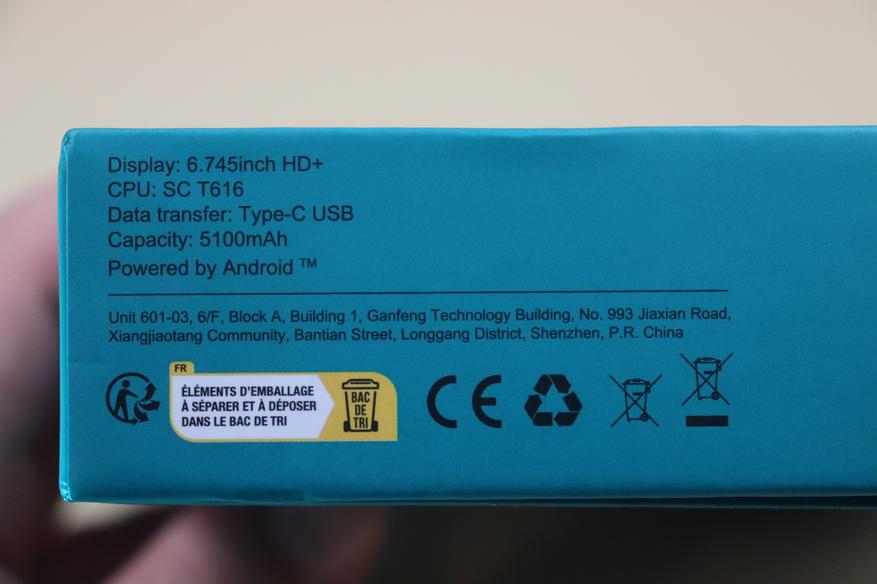 Display: 6.745inch HD+
CPU: SC T616
Data transfer: Type-C USB
Capacity: 5100mAh
Powered by Android ™
Unit 601-03, 6/F, Block A, Building 1, Ganfeng Technology Building, No. 993 Jiaxian Road,
Xiangjiaotang Community, Bantian Street, Longgang District, Shenzhen, P.R. China
FR
ÉLÉMENTS D'EMBALLAGE
À SÉPARER ET À DÉPOSER
DANS LE BAC DE TRI
BAC
DE
TRI
CE